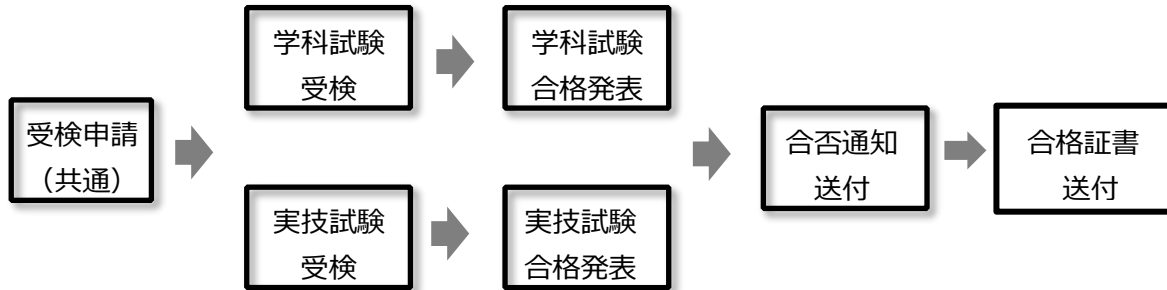 受検申請
（共通）
学科試験
受検
学科試験
合格発表
実技試験
受検
実技試験
合格発表
合否通知
送付
合格証書
送付